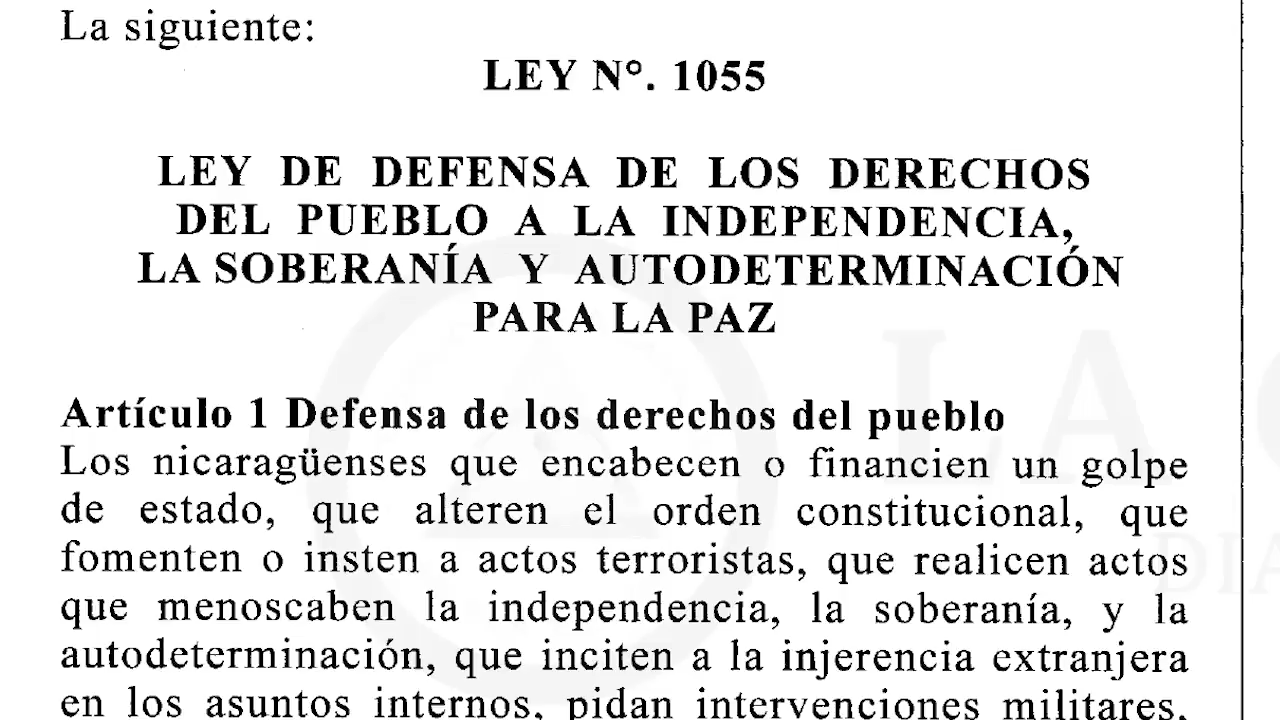 La siguiente:
LEY Nº. 1055
LEY DE DEFENSA DE LOS DERECHOS
DEL PUEBLO A LA INDEPENDENCIA,
LA SOBERANÍA Y AUTODETERMINACIÓN
PARA LA PAZ
Artículo 1 Defensa de los derechos del pueblo
Los nicaragüenses que encabecen o financien un golpe
de estado, que alteren el orden constitucional, que
fomenten o insten a actos terroristas, que realicen actos
que menoscaben la independencia, la soberanía, y la
autodeterminación, que inciten a la injerencia extranjera
en los asuntos internos, pidan intervenciones militares,
LA
DIA